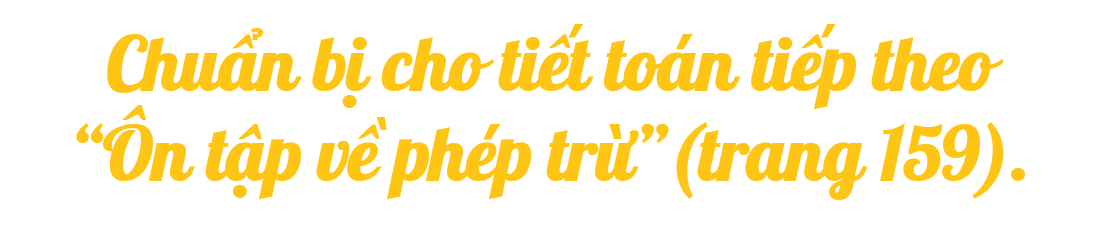 Chuẩn bị cho tiết toán tiếp theo
“Ôn tập về phép trừ” (trang 159).